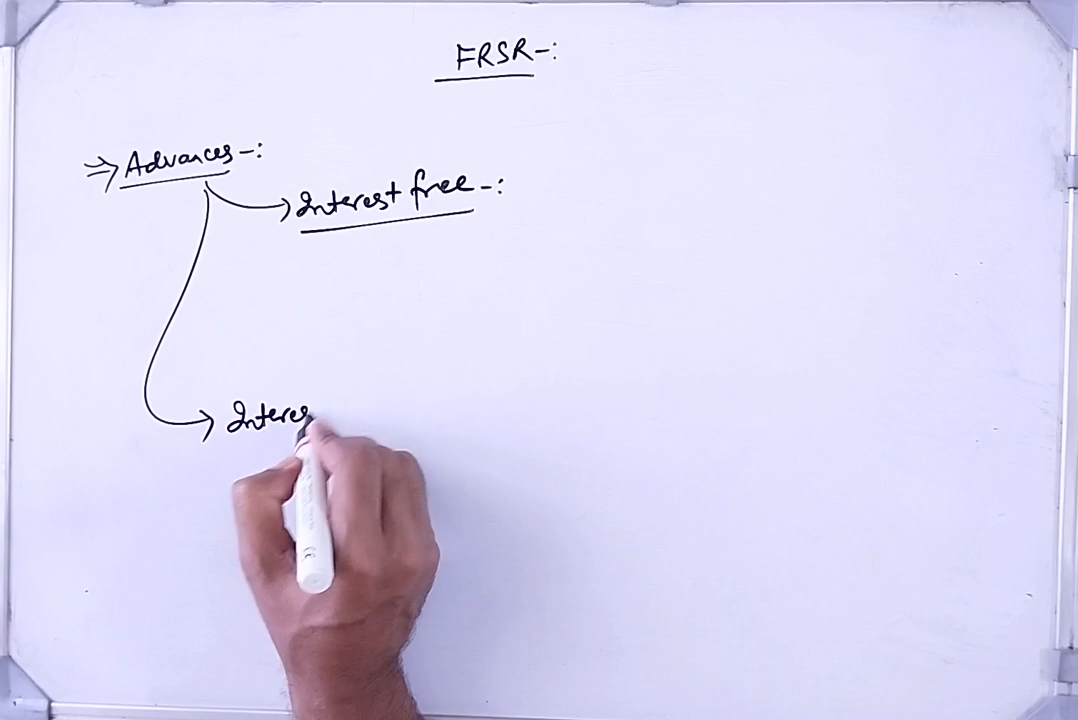 FRSR-:
⇒ Advances-:
Interest free-:
Interes